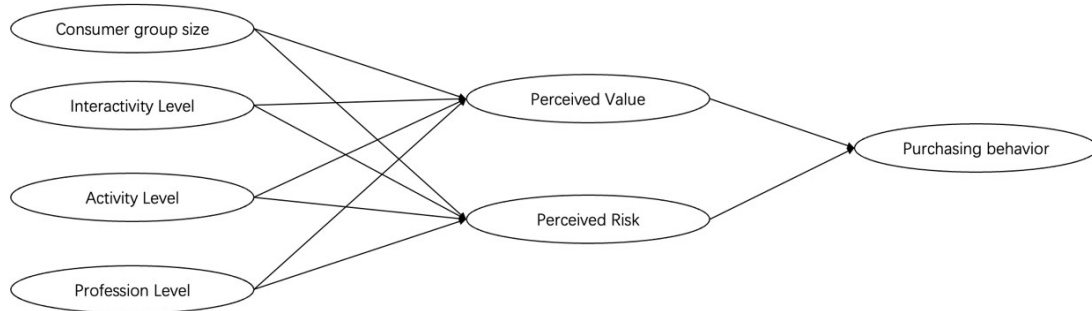 Consumer group size
Interactivity Level
Perceived Value
Purchasing behavior
Activity Level
Perceived Risk
Profession Level